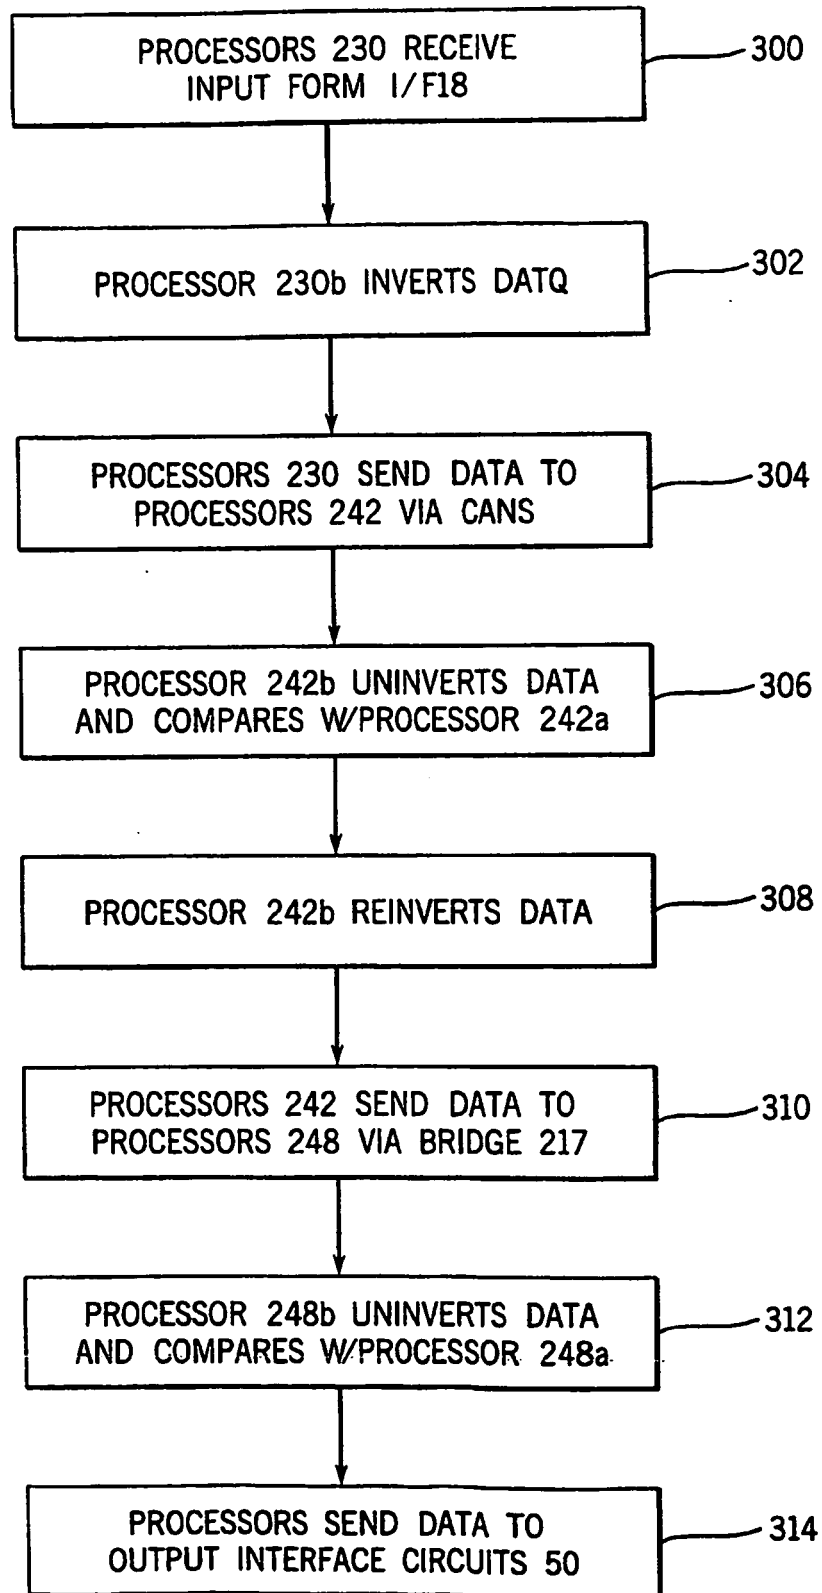 PROCESSORS 230 RECEIVE
INPUT FORM I/F18
300
PROCESSOR 230b INVERTS DATQ
302
PROCESSORS 230 SEND DATA TO
PROCESSORS 242 VIA CANS
304
PROCESSOR 242b UNINVERTS DATA
AND COMPARES W/PROCESSOR 242a
306
PROCESSOR 242b REINVERTS DATA
308
PROCESSORS 242 SEND DATA TO
PROCESSORS 248 VIA BRIDGE 217
310
PROCESSOR 248b UNINVERTS DATA
AND COMPARES W/PROCESSOR 248a
312
PROCESSORS SEND DATA TO
OUTPUT INTERFACE CIRCUITS 50
314